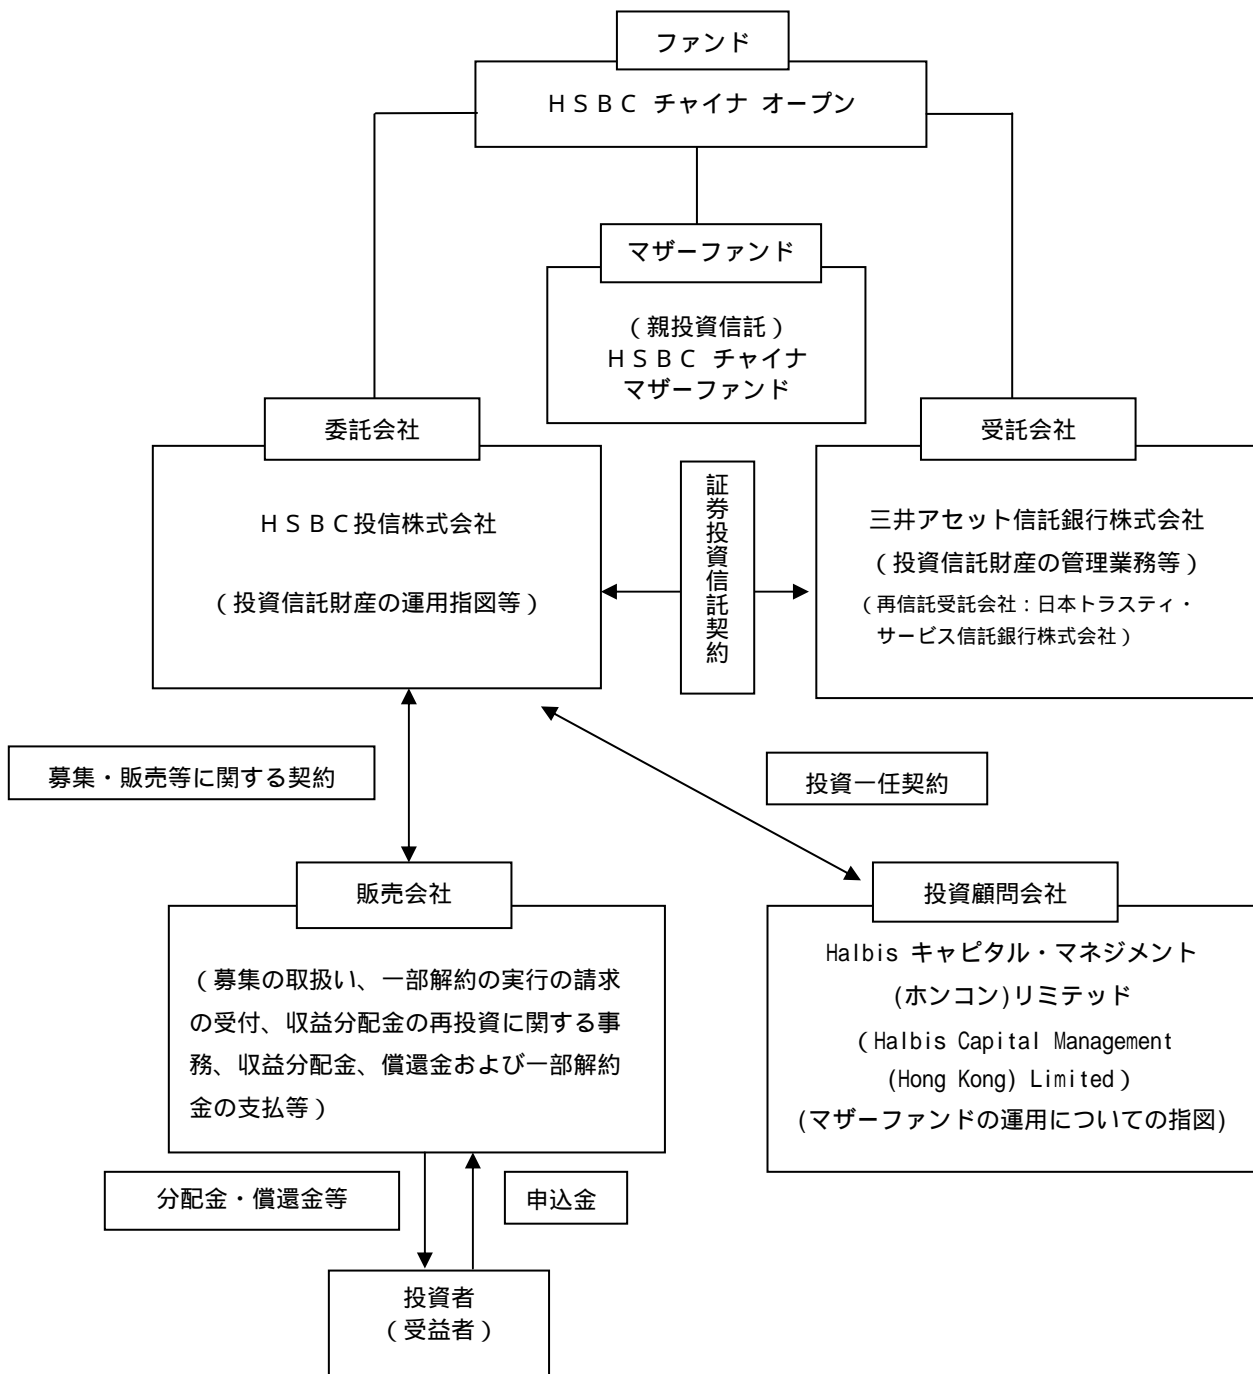 ファンド
ＨＳＢＣ チャイナ オープン
マザーファンド
（親投資信託）
ＨＳＢＣ チャイナ
マザーファンド
委託会社
ＨＳＢＣ投信株式会社
（投資信託財産の運用指図等）
証券投資信託契約
受託会社
三井アセット信託銀行株式会社
（投資信託財産の管理業務等）
（再信託受託会社：日本トラスティ・
サービス信託銀行株式会社）
募集・販売等に関する契約
投資一任契約
販売会社
（募集の取扱い、一部解約の実行の請求
の受付、収益分配金の再投資に関する事
務、収益分配金、償還金および一部解約
金の支払等）
投資顧問会社
Halbis キャピタル・マネジメント
(ホンコン)リミテッド
（Halbis Capital Management
(Hong Kong) Limited）
(マザーファンドの運用についての指図)
分配金・償還金等
申込金
投資者
（受益者）